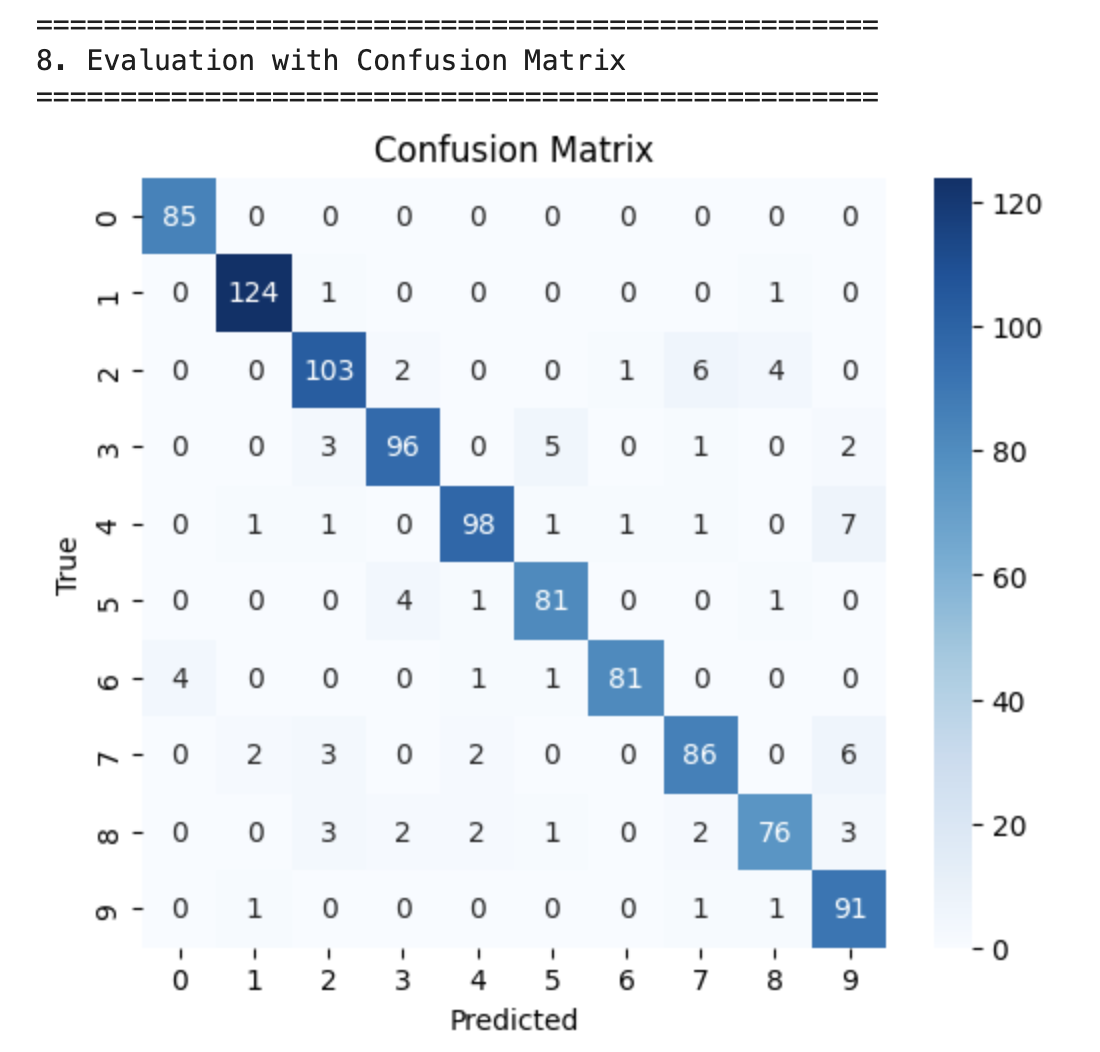 ==================================================
8. Evaluation with Confusion Matrix
==================================================
Confusion Matrix
0 85 0 0 0 0 0 0 0 0 0
1 0 124 1 0 0 0 0 0 1 0
2 0 0 103 2 0 0 1 6 4 0
3 0 0 3 96 0 5 0 1 0 2
4 0 1 1 0 98 1 1 1 0 7
5 0 0 0 4 1 81 0 0 1 0
6 4 0 0 0 1 1 81 0 0 0
7 0 2 3 0 2 0 0 86 0 6
8 0 0 3 2 2 1 0 2 76 3
9 0 1 0 0 0 0 0 1 1 91
0 1 2 3 4 5 6 7 8 9
Predicted
True
120
100
80
60
40
20
0